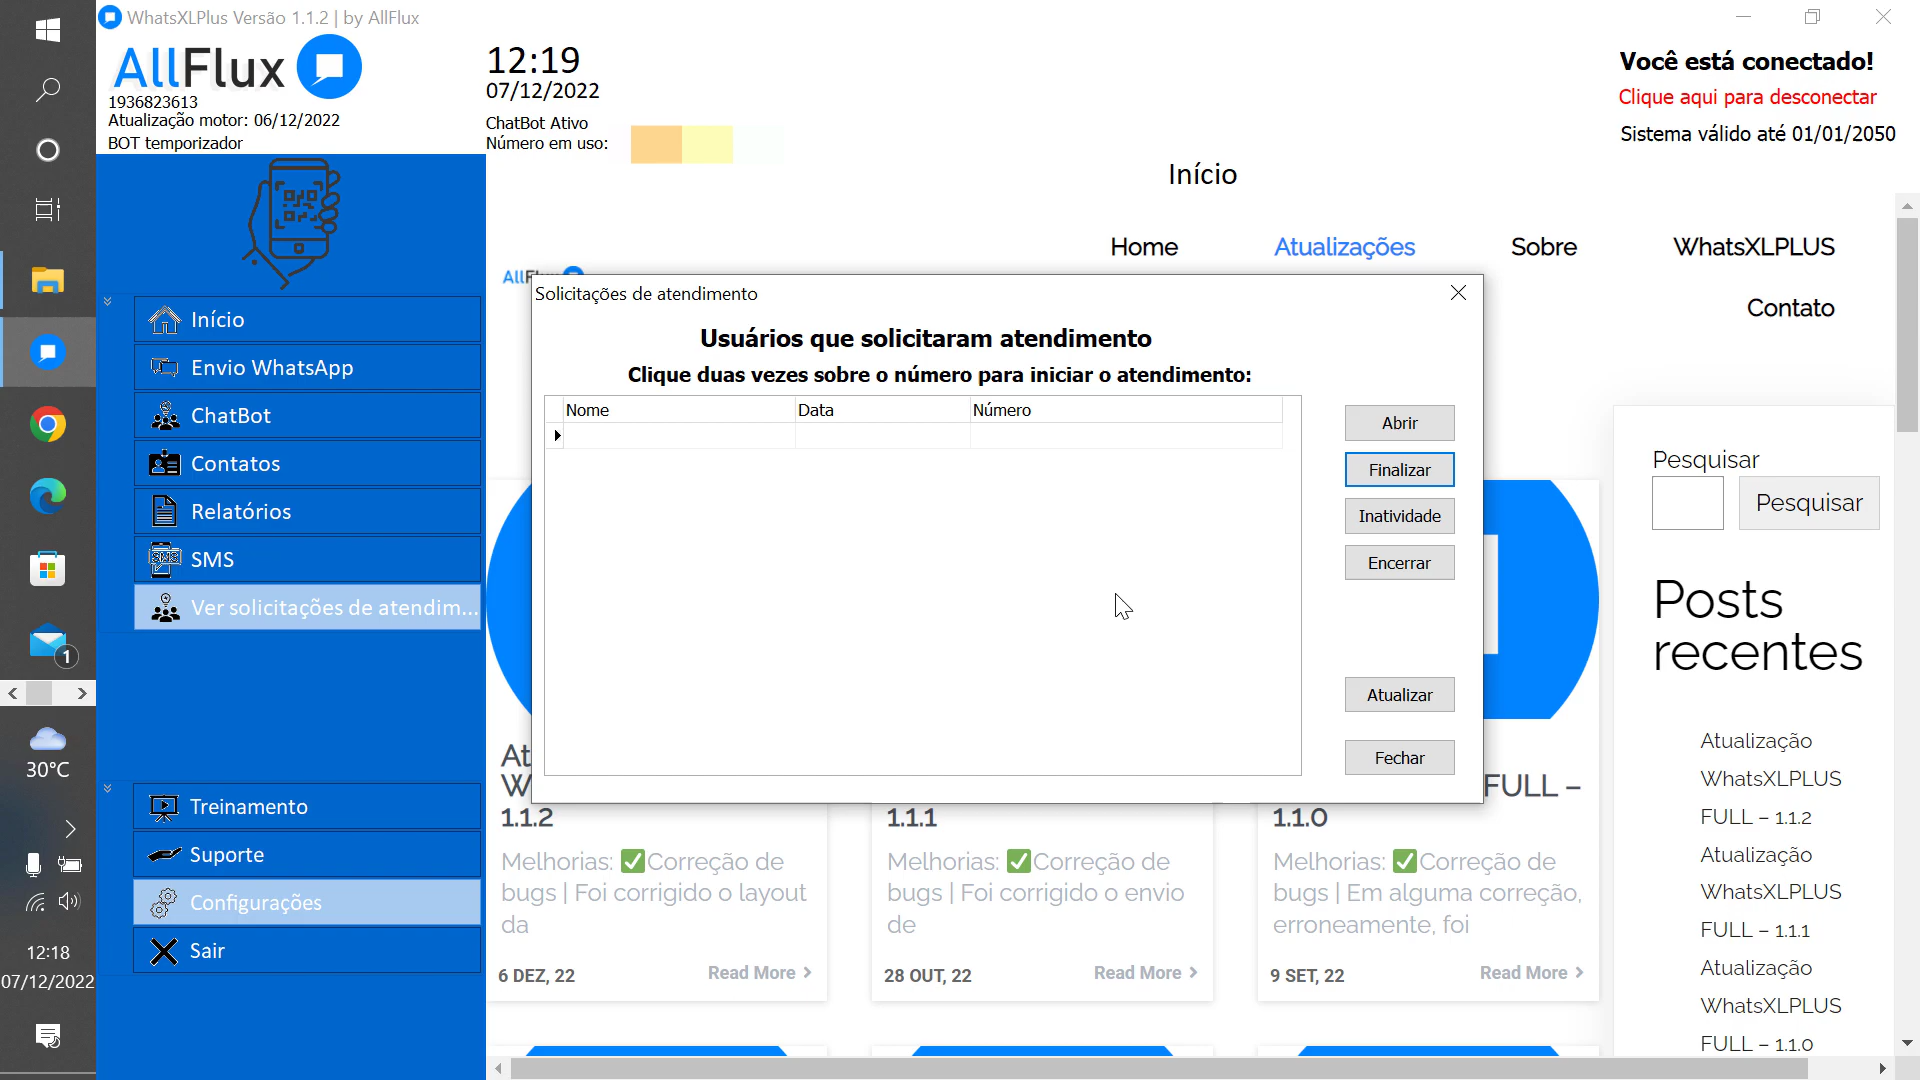 WhatsXLPlus Versão 1.1.2 | by AllFlux
AllFlux
1936823613
Atualização motor: 06/12/2022
BOT temporizador
12:19
07/12/2022
ChatBot Ativo
Número em uso:
Você está conectado!
Clique aqui para desconectar
Sistema válido até 01/01/2050
Início
Home
Atualizações
Sobre
WhatsXLPLUS
Contato
Início
Envio WhatsApp
ChatBot
Contatos
Relatórios
SMS
Ver solicitações de atendim...
Treinamento
Suporte
Configurações
Sair
Solicitações de atendimento
Usuários que solicitaram atendimento
Clique duas vezes sobre o número para iniciar o atendimento:
Nome Data Número
Abrir
Finalizar
Inatividade
Encerrar
Atualizar
Fechar
1.1.2
Melhorias: ✅Correção de
bugs | Foi corrigido o layout
da
6 DEZ, 22
Read More
1.1.1
Melhorias: ✅Correção de
bugs | Foi corrigido o envio
de
28 OUT, 22
Read More
FULL –
1.1.0
Melhorias: ✅Correção de
bugs | Em alguma correção,
erroneamente, foi
9 SET, 22
Read More
Pesquisar
Pesquisar
Posts
recentes
Atualização
WhatsXLPLUS
FULL – 1.1.2
Atualização
WhatsXLPLUS
FULL – 1.1.1
Atualização
WhatsXLPLUS
FULL – 1.1.0
1
30°C
12:18
07/12/2022